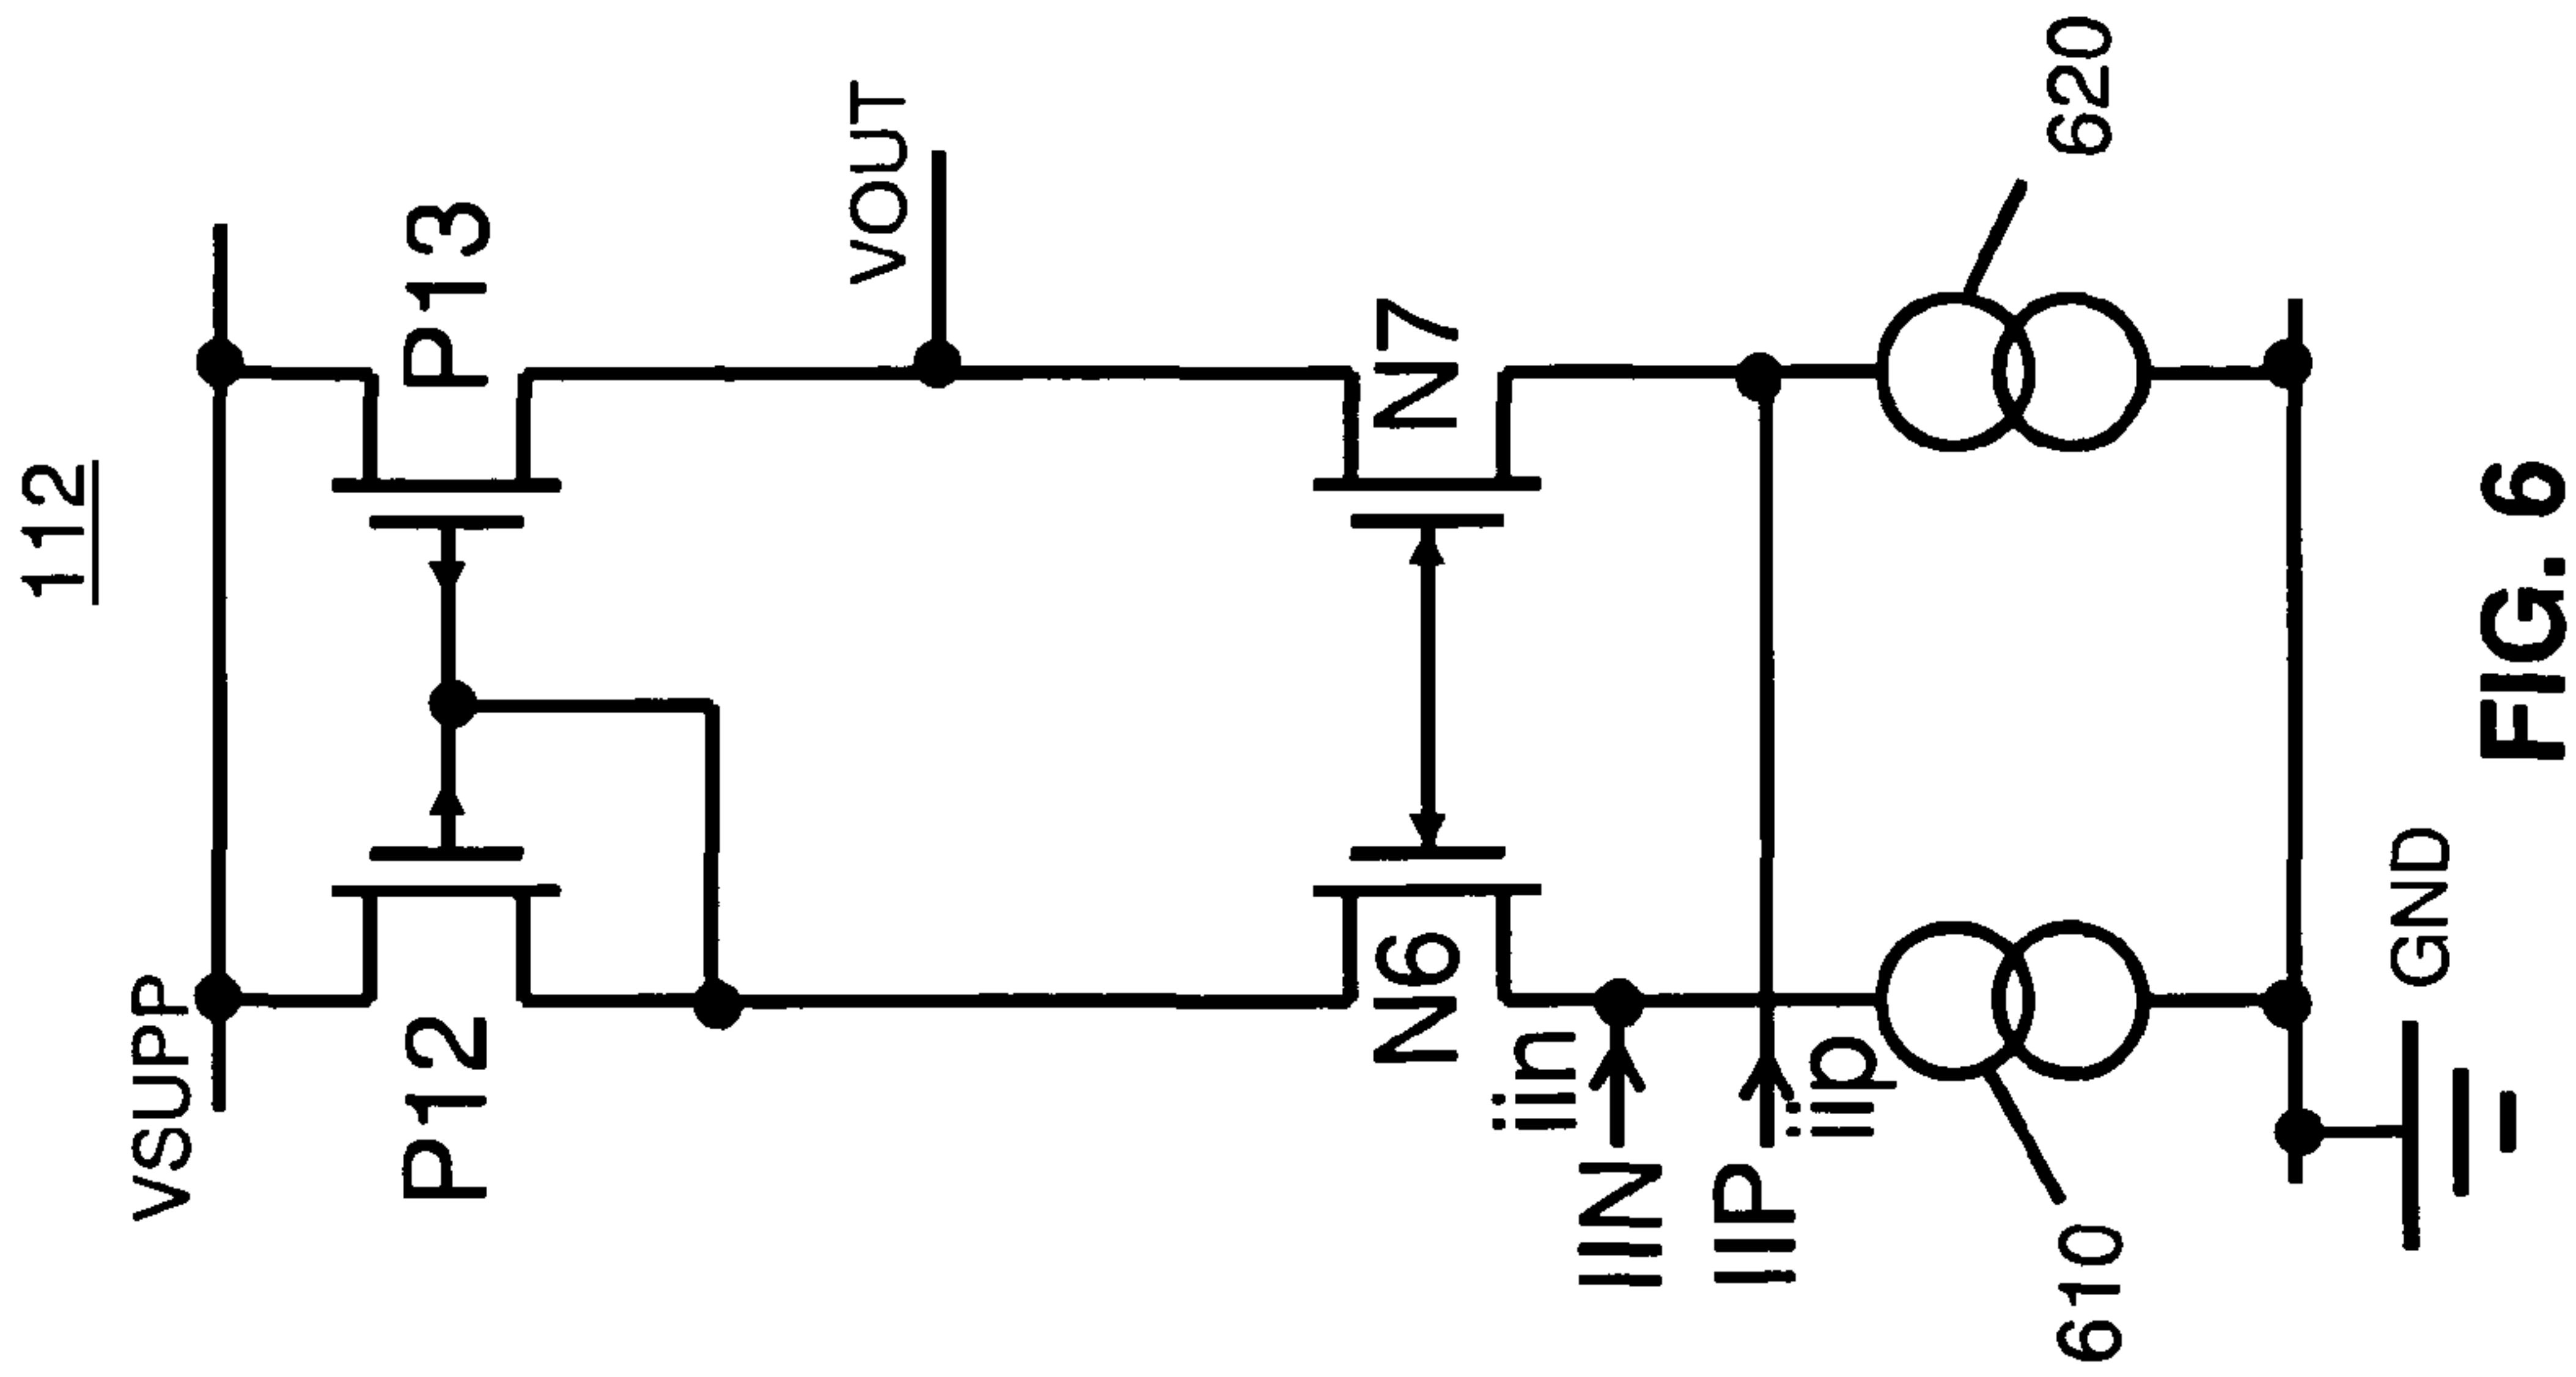 112
VSUPP
P12
P13
VOUT
N6
N7
iin
IIN
IIP
iip
610
620
GND
FIG. 6